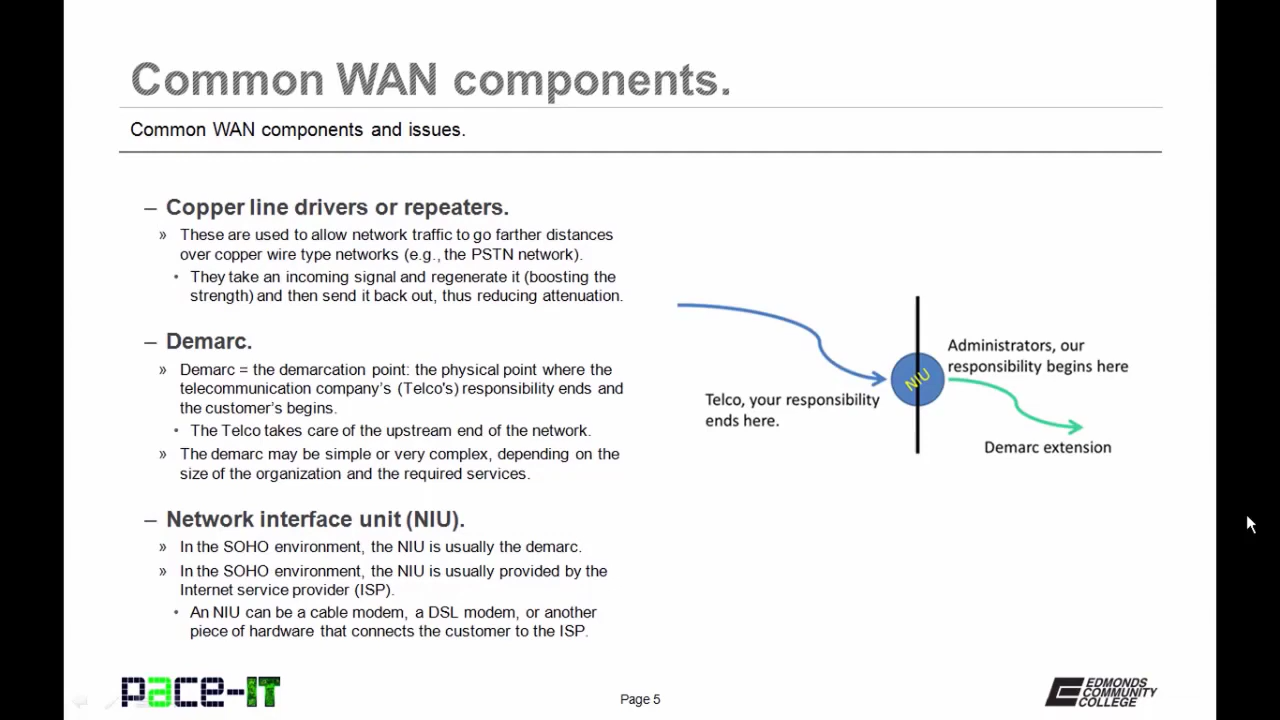 Common WAN components.
Common WAN components and issues.
– Copper line drivers or repeaters.
» These are used to allow network traffic to go farther distances
over copper wire type networks (e.g., the PSTN network).
• They take an incoming signal and regenerate it (boosting the
strength) and then send it back out, thus reducing attenuation.
– Demarc.
» Demarc = the demarcation point: the physical point where the
telecommunication company's (Telco's) responsibility ends and
the customer's begins.
• The Telco takes care of the upstream end of the network.
» The demarc may be simple or very complex, depending on the
size of the organization and the required services.
– Network interface unit (NIU).
» In the SOHO environment, the NIU is usually the demarc.
» In the SOHO environment, the NIU is usually provided by the
Internet service provider (ISP).
• An NIU can be a cable modem, a DSL modem, or another
piece of hardware that connects the customer to the ISP.
Telco, your responsibility
ends here.
NIU
Administrators, our
responsibility begins here
Demarc extension
pace-IT
Page 5
EDMONDS
COMMUNITY
COLLEGE